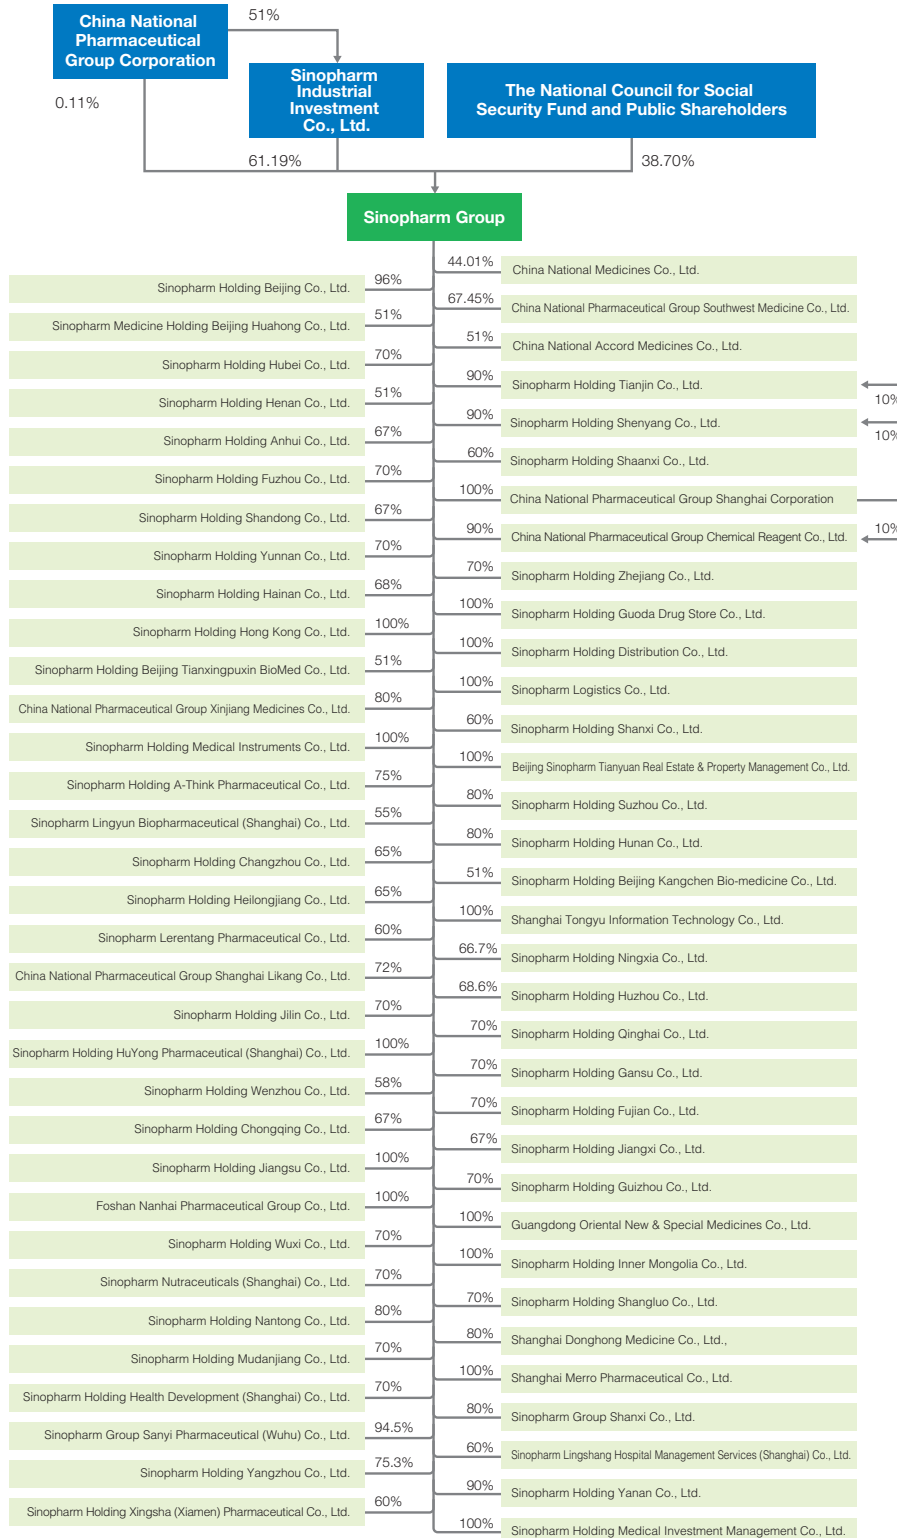 China National
Pharmaceutical
Group Corporation
51%
0.11%
Sinopharm
Industrial
Investment
Co., Ltd.
The National Council for Social
Security Fund and Public Shareholders
61.19%
38.70%
Sinopharm Group
96%
Sinopharm Holding Beijing Co., Ltd.
51%
Sinopharm Medicine Holding Beijing Huahong Co., Ltd.
70%
Sinopharm Holding Hubei Co., Ltd.
51%
Sinopharm Holding Henan Co., Ltd.
67%
Sinopharm Holding Anhui Co., Ltd.
70%
Sinopharm Holding Fuzhou Co., Ltd.
67%
Sinopharm Holding Shandong Co., Ltd.
70%
Sinopharm Holding Yunnan Co., Ltd.
68%
Sinopharm Holding Hainan Co., Ltd.
100%
Sinopharm Holding Hong Kong Co., Ltd.
51%
Sinopharm Holding Beijing Tianxingpuxin BioMed Co., Ltd.
80%
China National Pharmaceutical Group Xinjiang Medicines Co., Ltd.
100%
Sinopharm Holding Medical Instruments Co., Ltd.
75%
Sinopharm Holding A-Think Pharmaceutical Co., Ltd.
55%
Sinopharm Lingyun Biopharmaceutical (Shanghai) Co., Ltd.
65%
Sinopharm Holding Changzhou Co., Ltd.
65%
Sinopharm Holding Heilongjiang Co., Ltd.
60%
Sinopharm Lerentang Pharmaceutical Co., Ltd.
72%
China National Pharmaceutical Group Shanghai Likang Co., Ltd.
70%
Sinopharm Holding Jilin Co., Ltd.
100%
Sinopharm Holding HuYong Pharmaceutical (Shanghai) Co., Ltd.
58%
Sinopharm Holding Wenzhou Co., Ltd.
67%
Sinopharm Holding Chongqing Co., Ltd.
100%
Sinopharm Holding Jiangsu Co., Ltd.
100%
Foshan Nanhai Pharmaceutical Group Co., Ltd.
70%
Sinopharm Holding Wuxi Co., Ltd.
70%
Sinopharm Nutraceuticals (Shanghai) Co., Ltd.
80%
Sinopharm Holding Nantong Co., Ltd.
70%
Sinopharm Holding Mudanjiang Co., Ltd.
70%
Sinopharm Holding Health Development (Shanghai) Co., Ltd.
94.5%
Sinopharm Group Sanyi Pharmaceutical (Wuhu) Co., Ltd.
75.3%
Sinopharm Holding Yangzhou Co., Ltd.
60%
Sinopharm Holding Xingsha (Xiamen) Pharmaceutical Co., Ltd.
44.01%
China National Medicines Co., Ltd.
67.45%
China National Pharmaceutical Group Southwest Medicine Co., Ltd.
51%
China National Accord Medicines Co., Ltd.
90%
Sinopharm Holding Tianjin Co., Ltd.
10%
90%
Sinopharm Holding Shenyang Co., Ltd.
10%
60%
Sinopharm Holding Shaanxi Co., Ltd.
100%
China National Pharmaceutical Group Shanghai Corporation
90%
China National Pharmaceutical Group Chemical Reagent Co., Ltd.
10%
70%
Sinopharm Holding Zhejiang Co., Ltd.
100%
Sinopharm Holding Guoda Drug Store Co., Ltd.
100%
Sinopharm Holding Distribution Co., Ltd.
100%
Sinopharm Logistics Co., Ltd.
60%
Sinopharm Holding Shanxi Co., Ltd.
100%
Beijing Sinopharm Tianyuan Real Estate & Property Management Co., Ltd.
80%
Sinopharm Holding Suzhou Co., Ltd.
80%
Sinopharm Holding Hunan Co., Ltd.
51%
Sinopharm Holding Beijing Kangchen Bio-medicine Co., Ltd.
100%
Shanghai Tongyu Information Technology Co., Ltd.
66.7%
Sinopharm Holding Ningxia Co., Ltd.
68.6%
Sinopharm Holding Huzhou Co., Ltd.
70%
Sinopharm Holding Qinghai Co., Ltd.
70%
Sinopharm Holding Gansu Co., Ltd.
70%
Sinopharm Holding Fujian Co., Ltd.
67%
Sinopharm Holding Jiangxi Co., Ltd.
70%
Sinopharm Holding Guizhou Co., Ltd.
100%
Guangdong Oriental New & Special Medicines Co., Ltd.
100%
Sinopharm Holding Inner Mongolia Co., Ltd.
70%
Sinopharm Holding Shangluo Co., Ltd.
80%
Shanghai Donghong Medicine Co., Ltd.,
100%
Shanghai Merro Pharmaceutical Co., Ltd.
80%
Sinopharm Group Shanxi Co., Ltd.
60%
Sinopharm Lingshang Hospital Management Services (Shanghai) Co., Ltd.
90%
Sinopharm Holding Yanan Co., Ltd.
100%
Sinopharm Holding Medical Investment Management Co., Ltd.